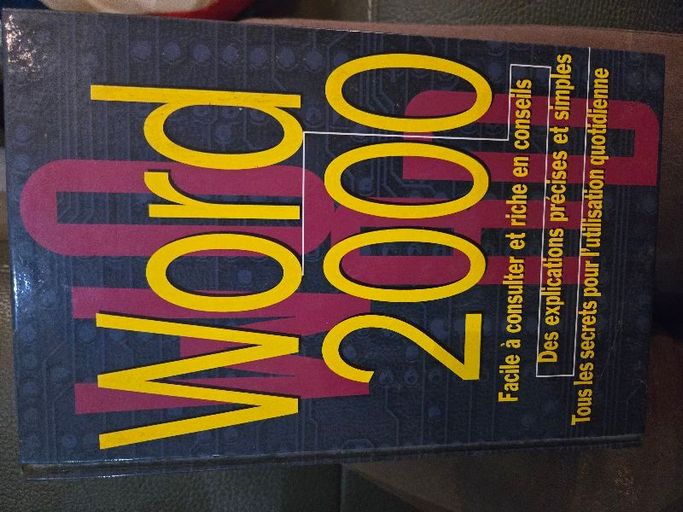 WORD
Word
2000
Facile à consulter et riche en conseils
Des explications précises et simples
Tous les secrets pour l'utilisation quotidienne